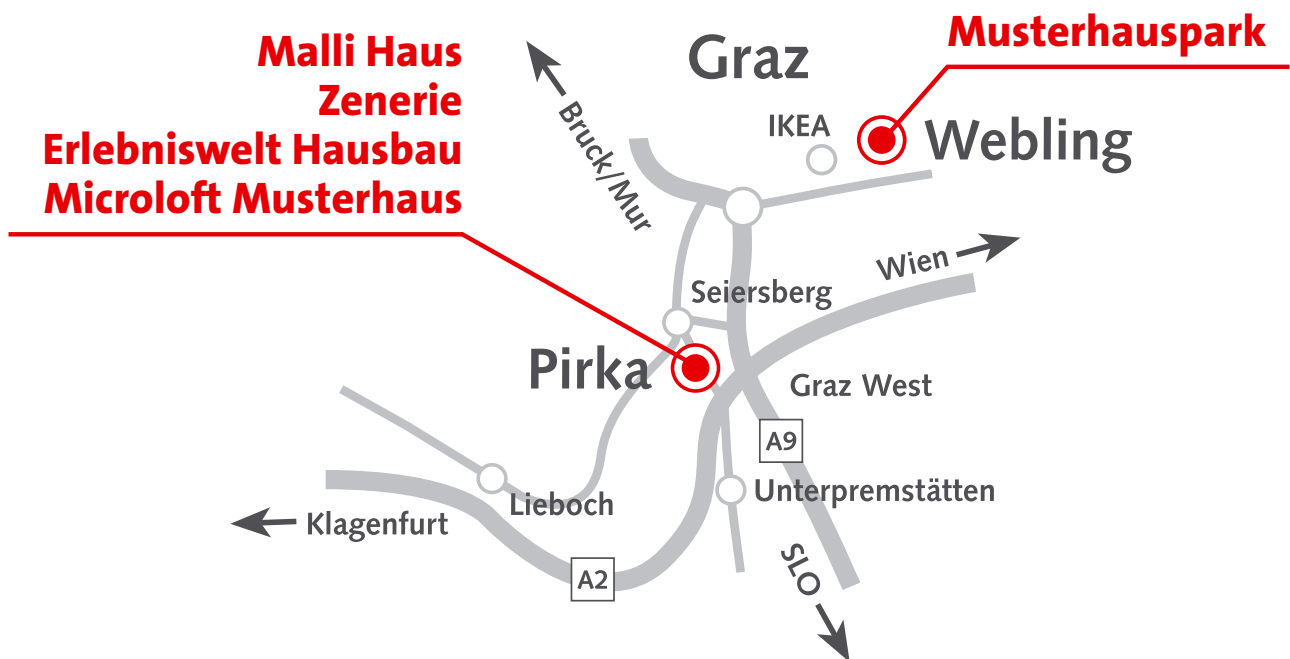 Malli Haus
Zenerie
Erlebniswelt Hausbau
Microloft Musterhaus
Musterhauspark
Graz
IKEA
Webling
Bruck/Mur
Wien
Seiersberg
Pirka
Graz West
A9
Unterpremstätten
Lieboch
Klagenfurt
A2
SLO